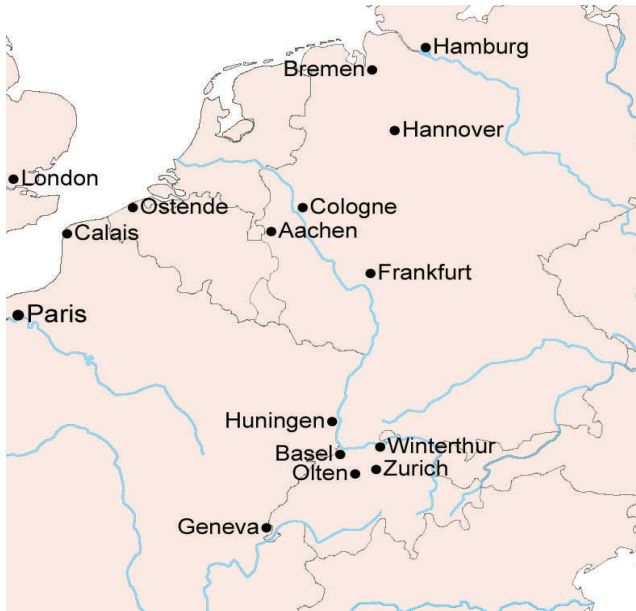 Hamburg
Bremen
Hannover
London
Ostende
Cologne
Calais
Aachen
Frankfurt
Paris
Huningen
Winterthur
Basel
Zurich
Olten
Geneva